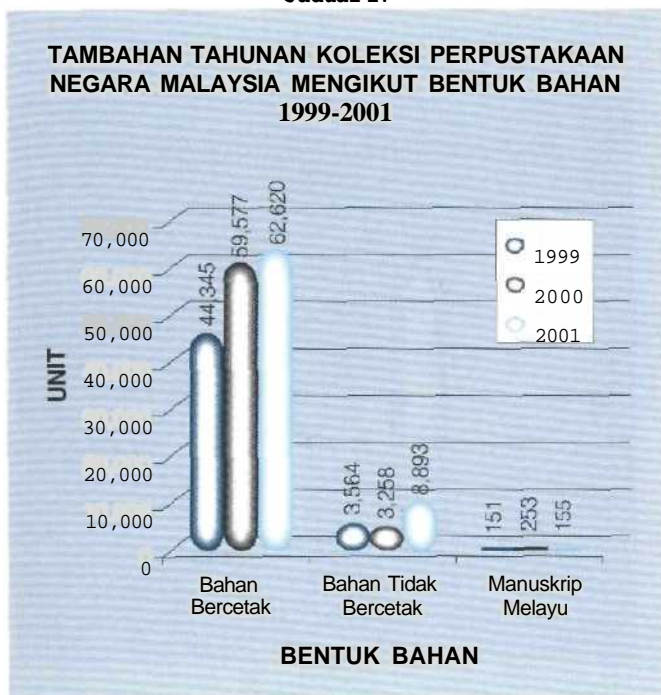 TAMBAHAN TAHUNAN KOLEKSI PERPUSTAKAAN
NEGARA MALAYSIA MENGIKUT BENTUK BAHAN
1999-2001
70,000
60,000
50,000
40,000
30,000
20,000
10,000
0
UNIT
44,345
59,577
62,620
3,564
3,258
8,893
151
253
155
1999
2000
2001
Bahan
Bercetak
Bahan Tidak
Bercetak
Manuskrip
Melayu
BENTUK BAHAN